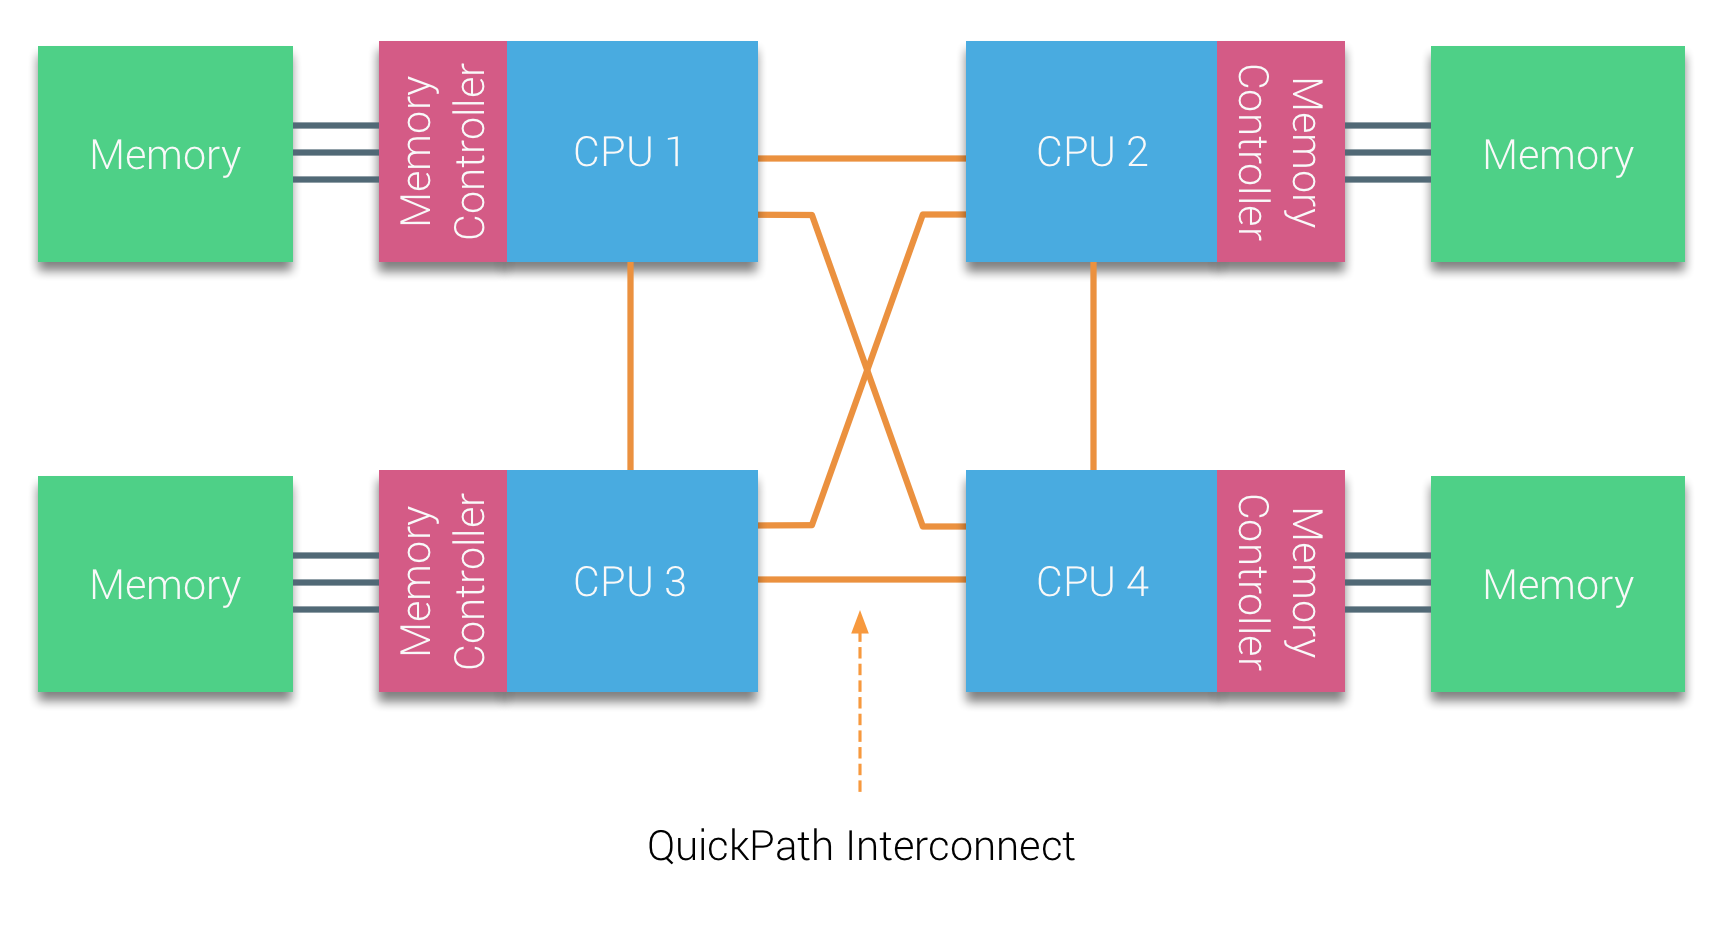 Memory
Memory
Controller
CPU 1
CPU 2
Memory
Controller
Memory
Memory
Memory
Controller
CPU 3
CPU 4
Memory
Controller
Memory
QuickPath Interconnect